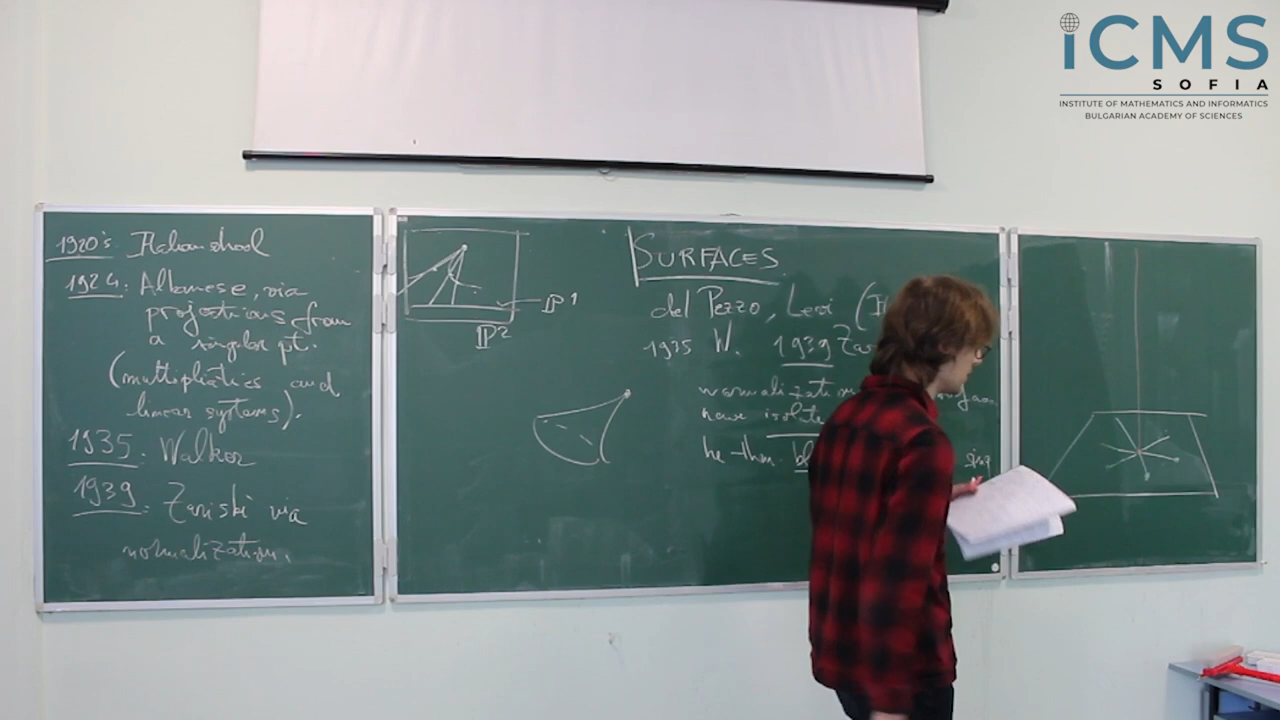 iCMS
SOFIA
INSTITUTE OF MATHEMATICS AND INFORMATICS
BULGARIAN ACADEMY OF SCIENCES
1920's Italian school
1924: Albanese, via
projections from
a singular pt.
(multiplicities and
linear systems).
1935. Walker
1939. Zariski via
normalization.
P1
P2
SURFACES
del Pezzo, Levi
1935 W. 1939 Zar
normalization
have isolate
he then bl sing